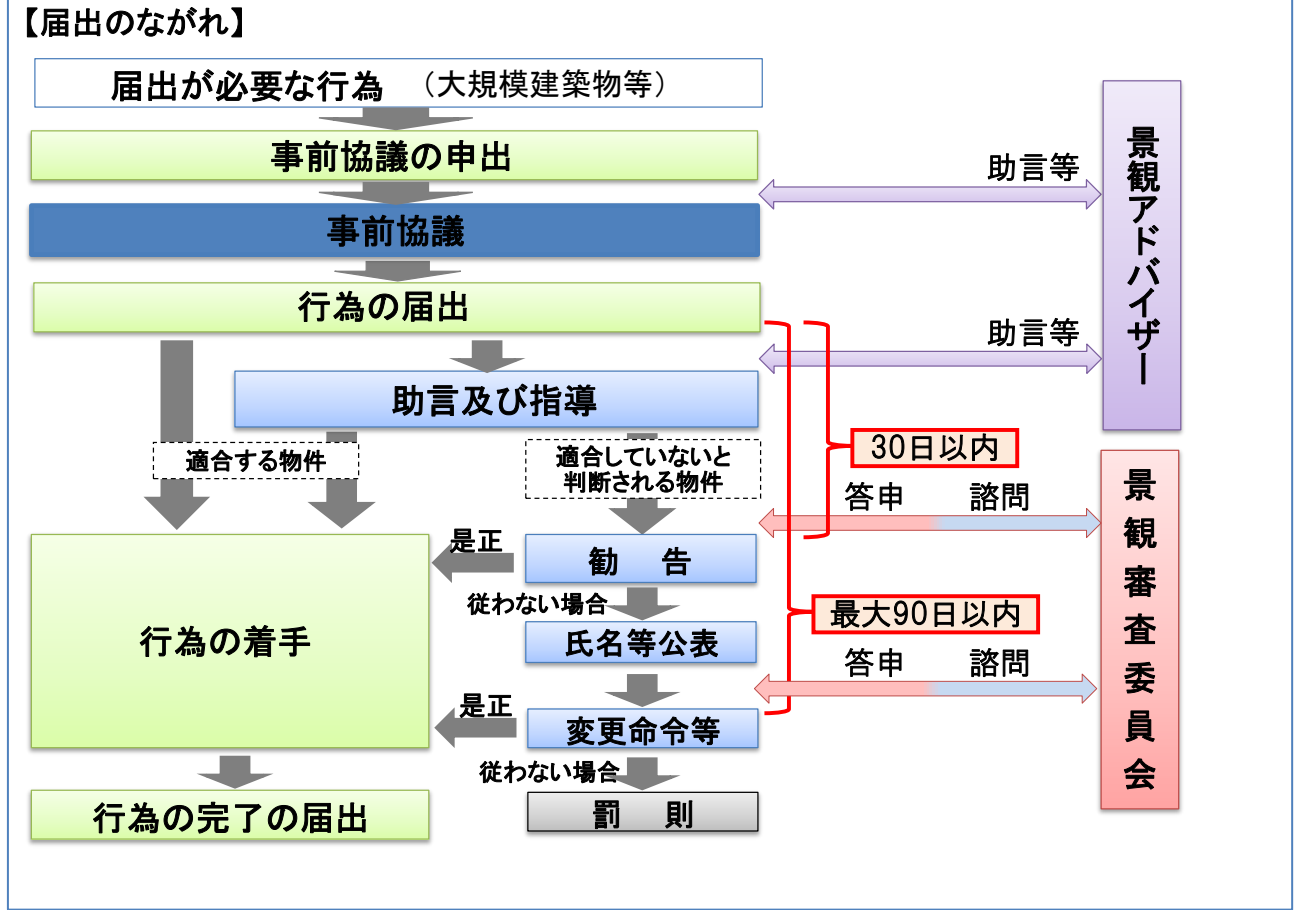 【届出のながれ】
届出が必要な行為 （大規模建築物等）
事前協議の申出
助言等
景観アドバイザー
事前協議
行為の届出
助言等
助言及び指導
適合する物件
適合していないと
判断される物件
30日以内
答申 諮問
景観審査委員会
是正
勧 告
従わない場合
行為の着手
氏名等公表
最大90日以内
答申 諮問
是正
変更命令等
従わない場合
行為の完了の届出
罰 則